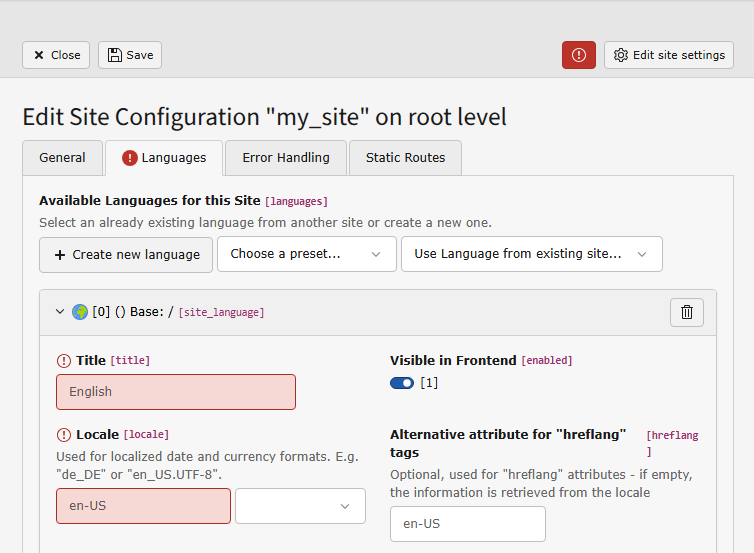 Close Save Edit site settings
Edit Site Configuration "my_site" on root level
General Languages Error Handling Static Routes
Available Languages for this Site [languages]
Select an already existing language from another site or create a new one.
+ Create new language Choose a preset... Use Language from existing site...
[0] () Base: / [site_language]
Title [title]
English
Visible in Frontend [enabled]
[1]
Locale [locale]
Used for localized date and currency formats. E.g.
"de_DE" or "en_US.UTF-8".
en-US
Alternative attribute for "hreflang" [hreflang
tags ]
Optional, used for "hreflang" attributes - if empty,
the information is retrieved from the locale
en-US